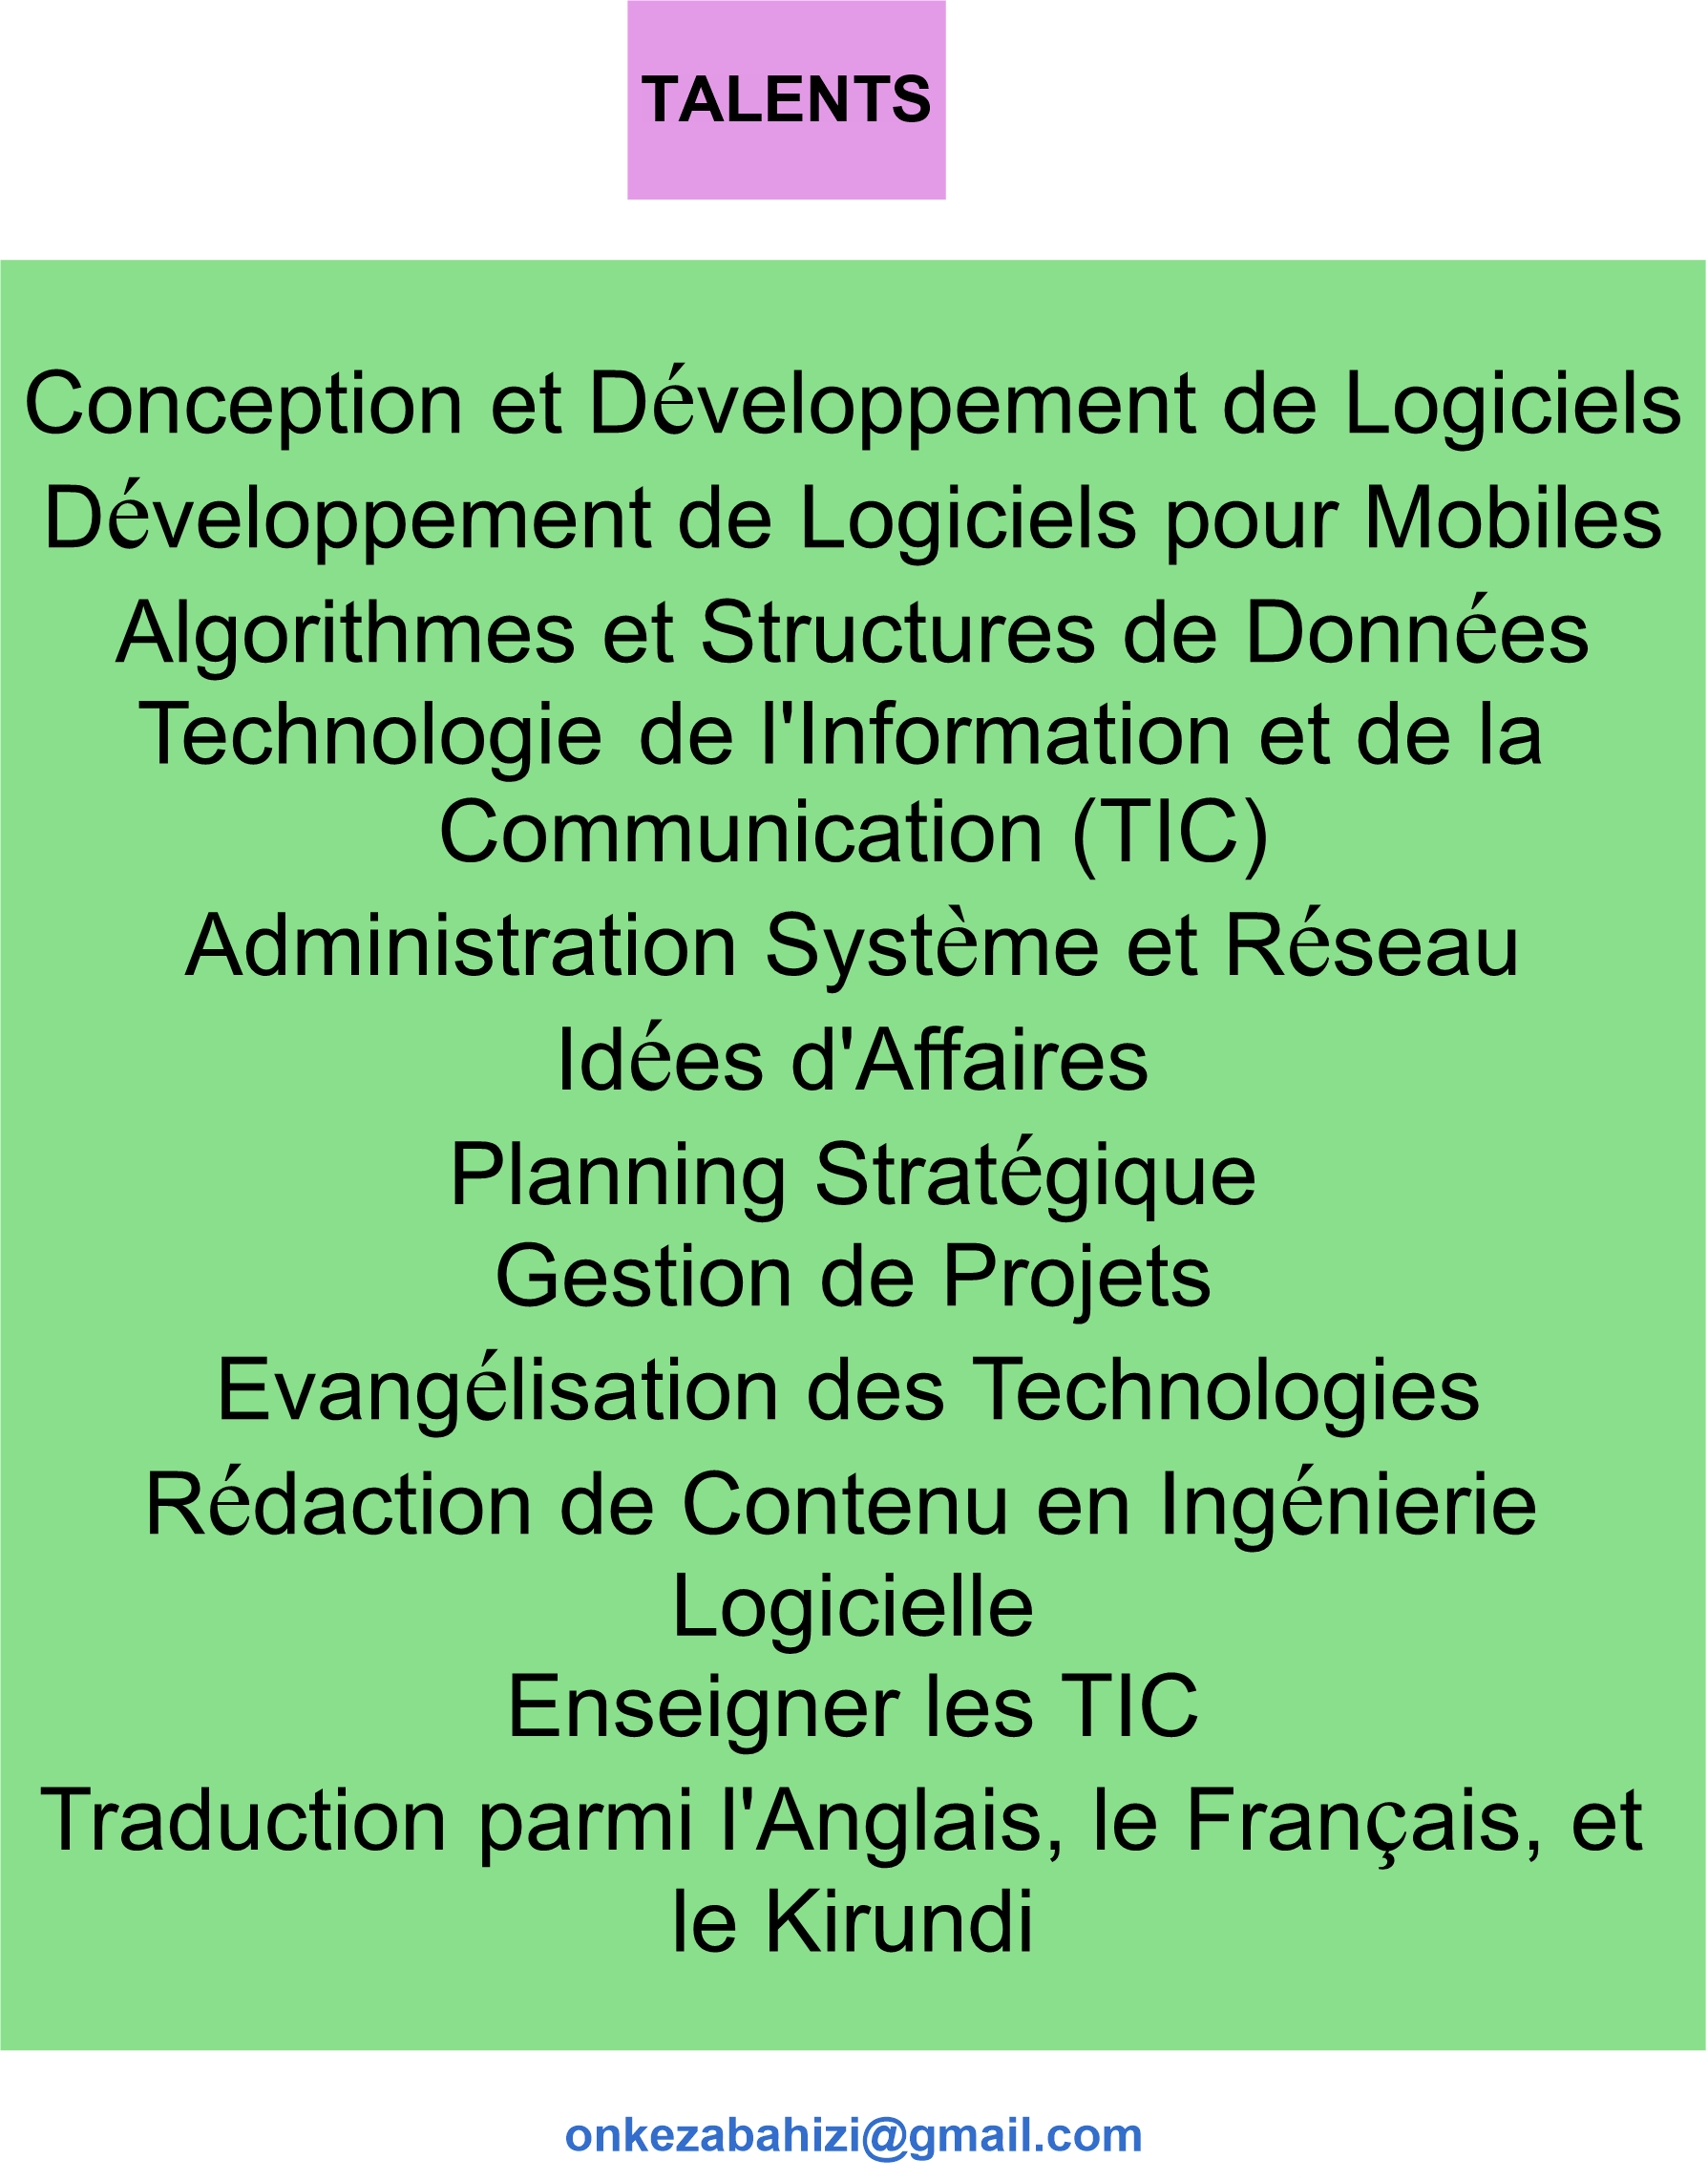 TALENTS
Conception et Développement de Logiciels
Développement de Logiciels pour Mobiles
Algorithmes et Structures de Données
Technologie de l'Information et de la
Communication (TIC)
Administration Système et Réseau
Idées d'Affaires
Planning Stratégique
Gestion de Projets
Evangélisation des Technologies
Rédaction de Contenu en Ingénierie
Logicielle
Enseigner les TIC
Traduction parmi l'Anglais, le Français, et
le Kirundi
onkezabahizi@gmail.com